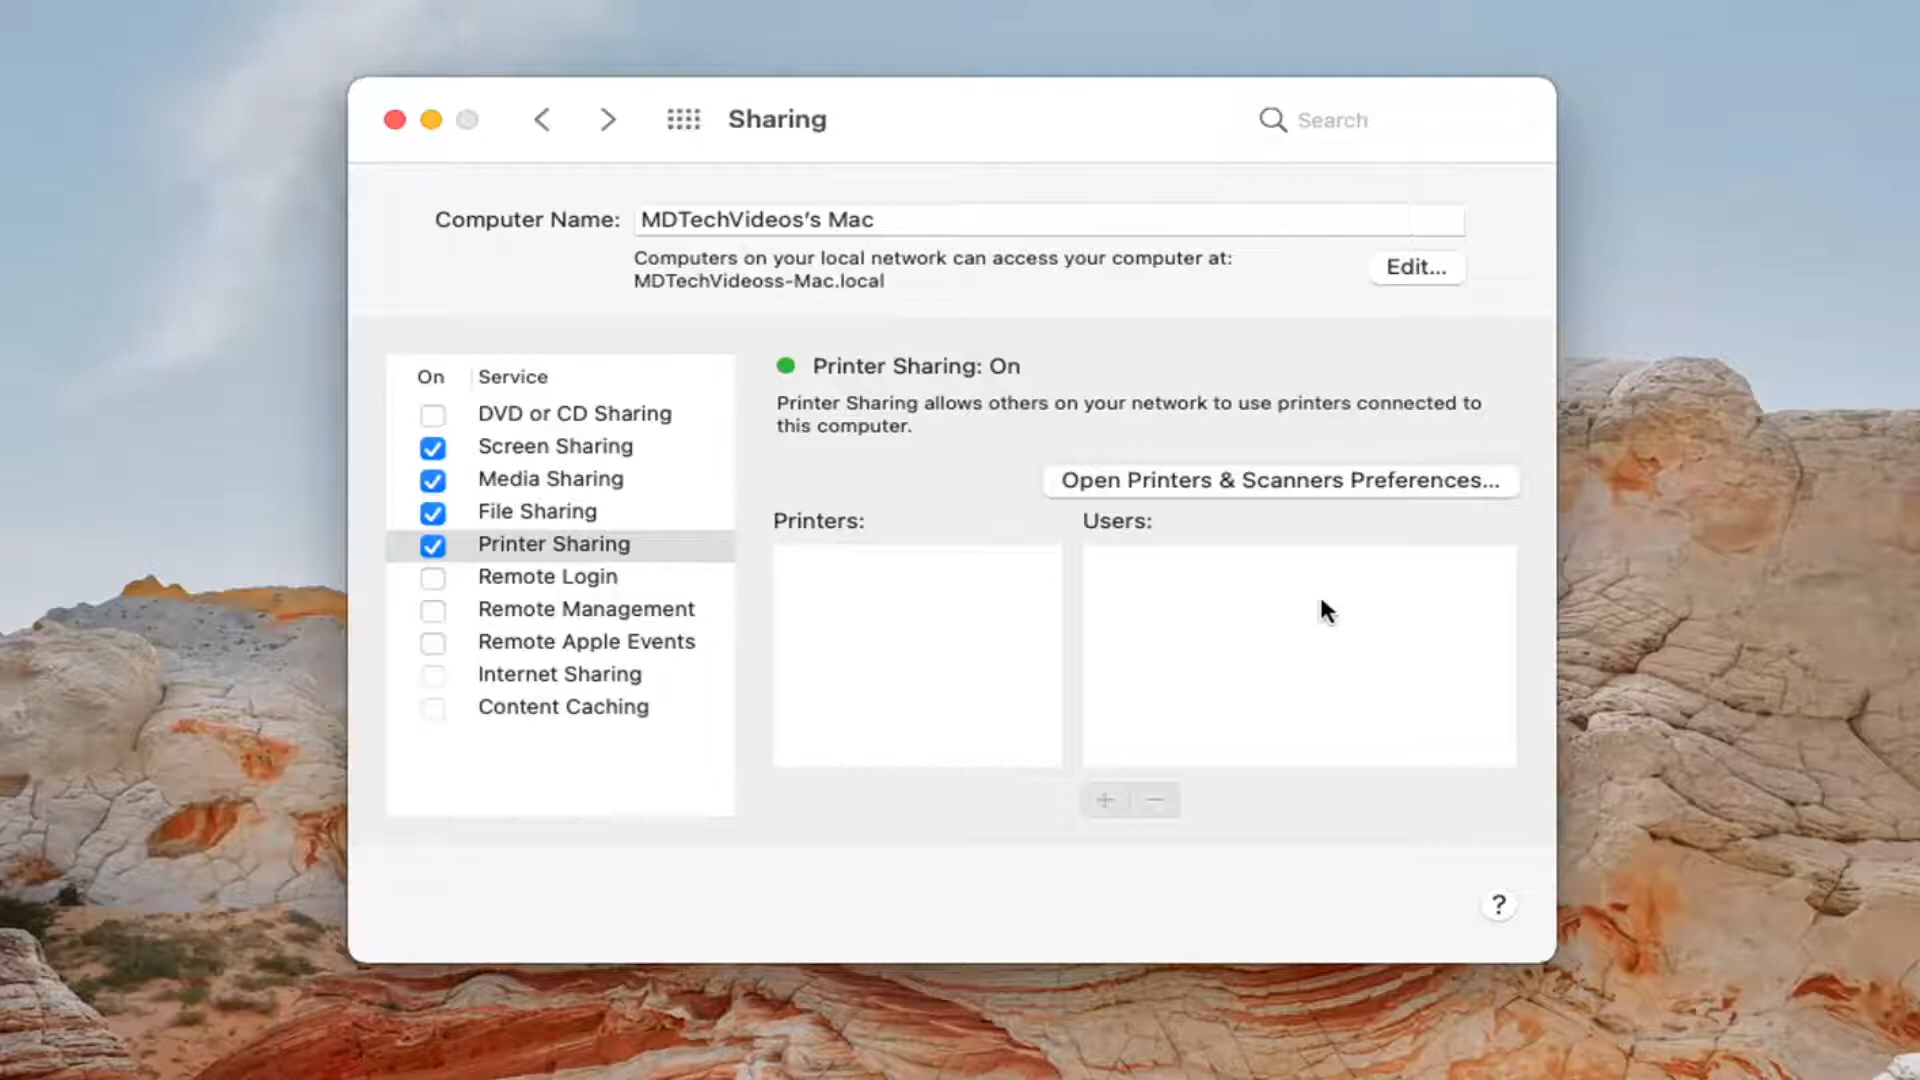 Sharing
Search
Computer Name: MDTechVideos's Mac
Computers on your local network can access your computer at:
MDTechVideoss-Mac.local
Edit...
On Service
DVD or CD Sharing
Screen Sharing
Media Sharing
File Sharing
Printer Sharing
Remote Login
Remote Management
Remote Apple Events
Internet Sharing
Content Caching
Printer Sharing: On
Printer Sharing allows others on your network to use printers connected to
this computer.
Open Printers & Scanners Preferences...
Printers:
Users:
+ −
?